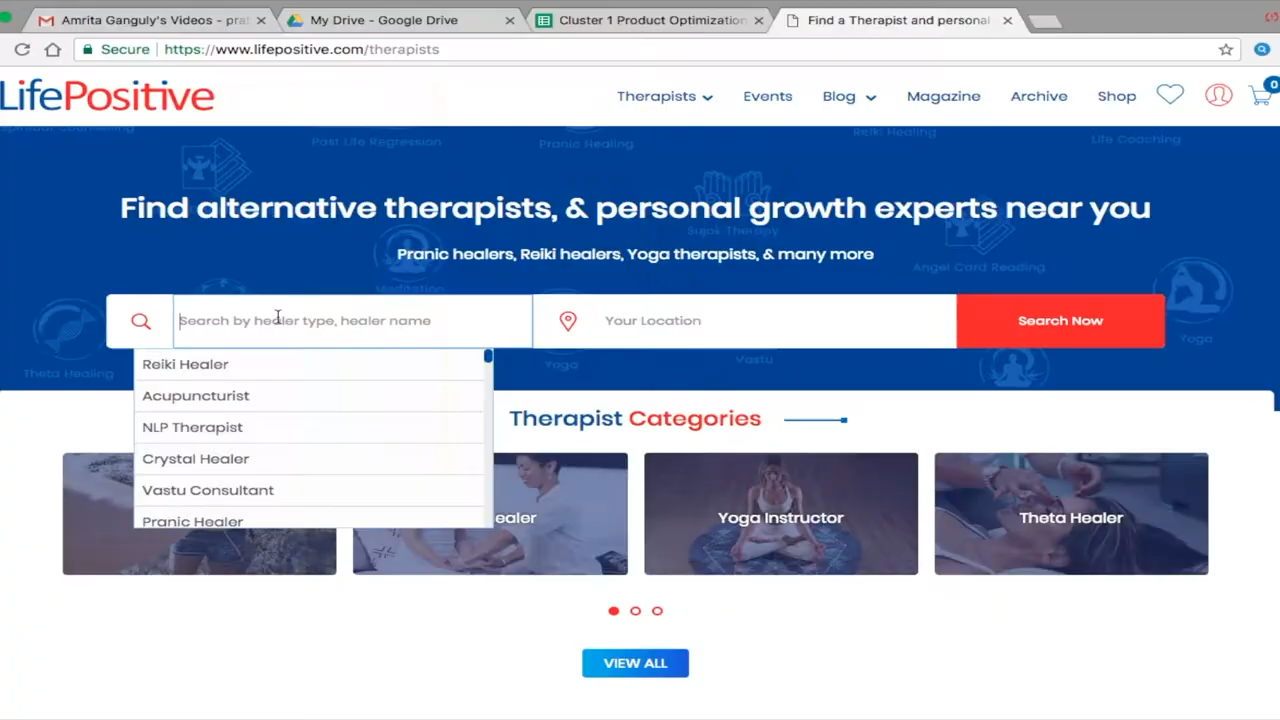 Amrita Ganguly's Videos - pra
My Drive - Google Drive
Cluster 1 Product Optimization
Find a Therapist and personal
Secure
https://www.lifepositive.com/therapists
LifePositive
Therapists
Events
Blog
Magazine
Archive
Shop
0
Spiritual Counselling
Past Life Regression
Pranic Healing
Reiki Healing
Life Coaching
Find alternative therapists, & personal growth experts near you
Sujok Therapy
Pranic healers, Reiki healers, Yoga therapists, & many more
Meditation
Angel Card Reading
Search by healer type, healer name
Your Location
Search Now
Theta Healing
Yoga
Vastu
Yoga
Reiki Healer
Acupuncturist
NLP Therapist
Crystal Healer
Vastu Consultant
Pranic Healer
Therapist Categories
ealer
Yoga Instructor
Theta Healer
VIEW ALL